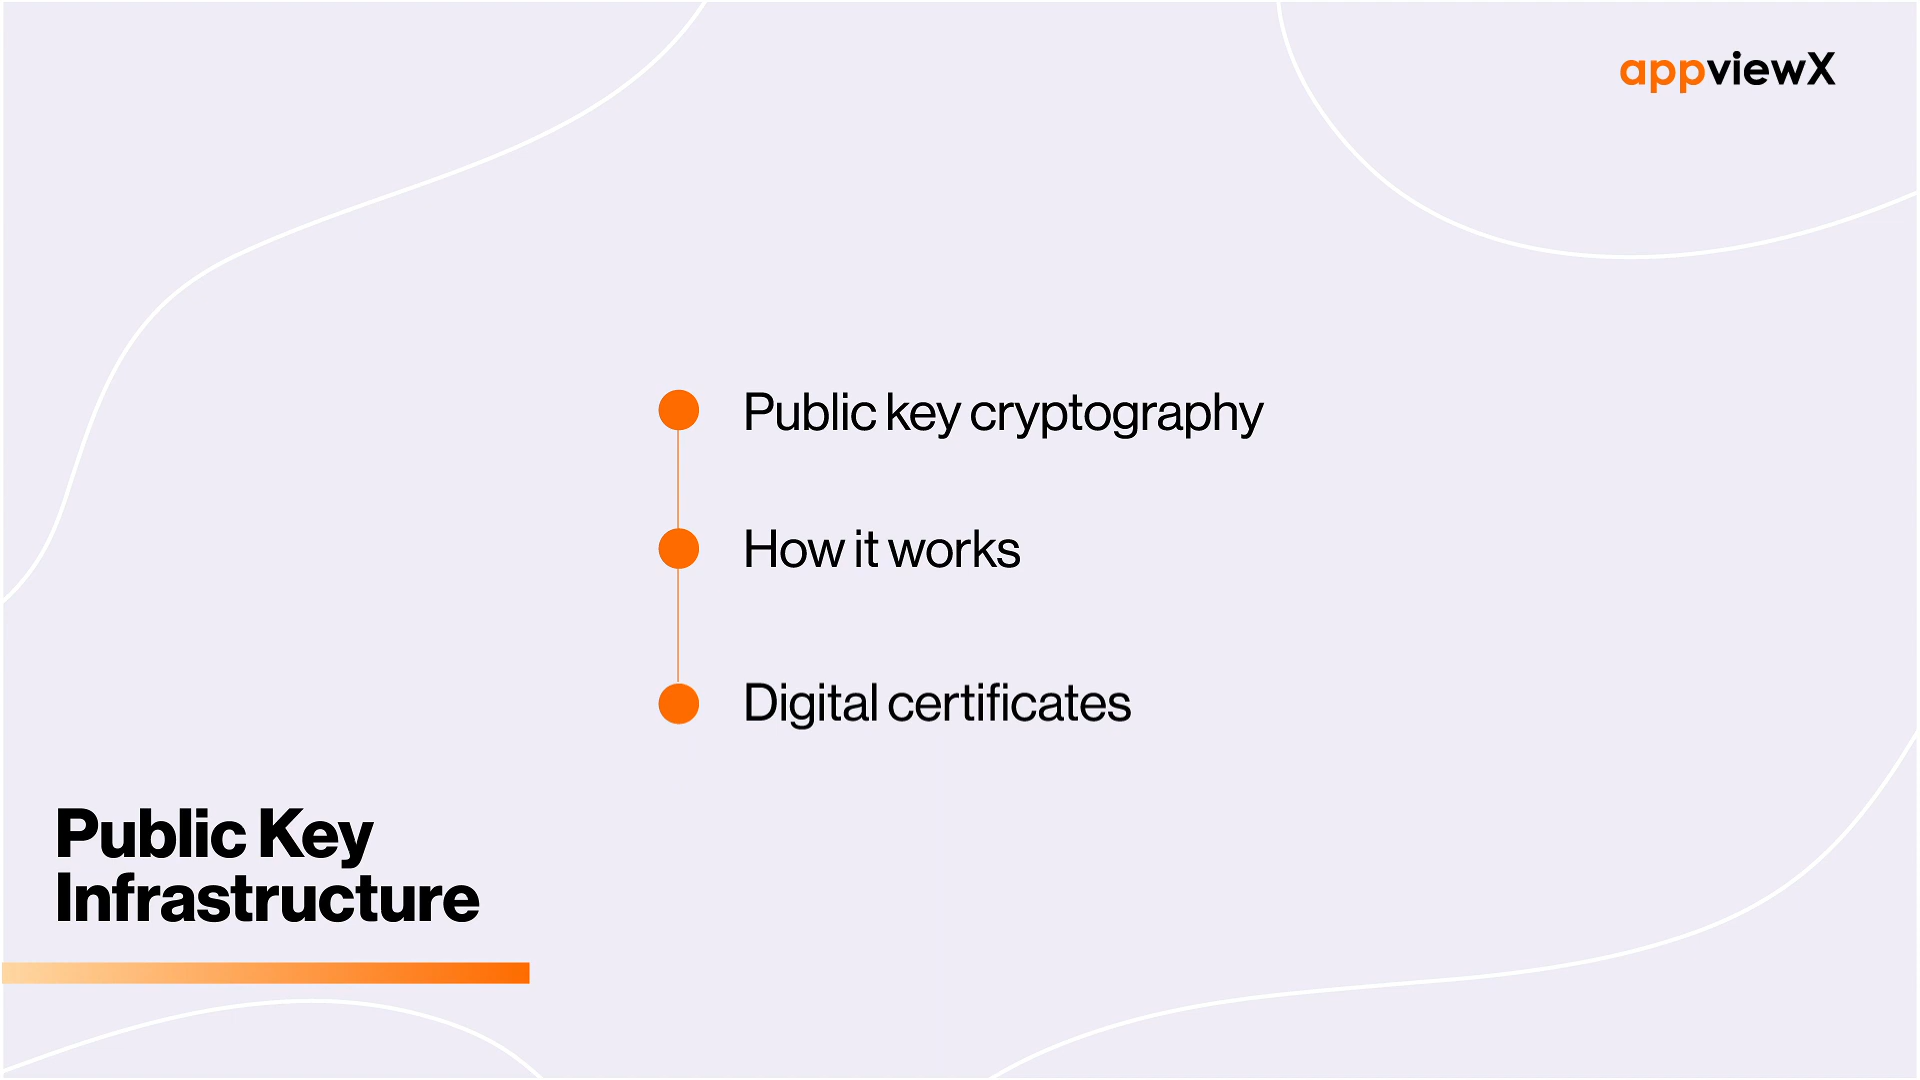 appviewX
Public key cryptography
How it works
Digital certificates
Public Key
Infrastructure